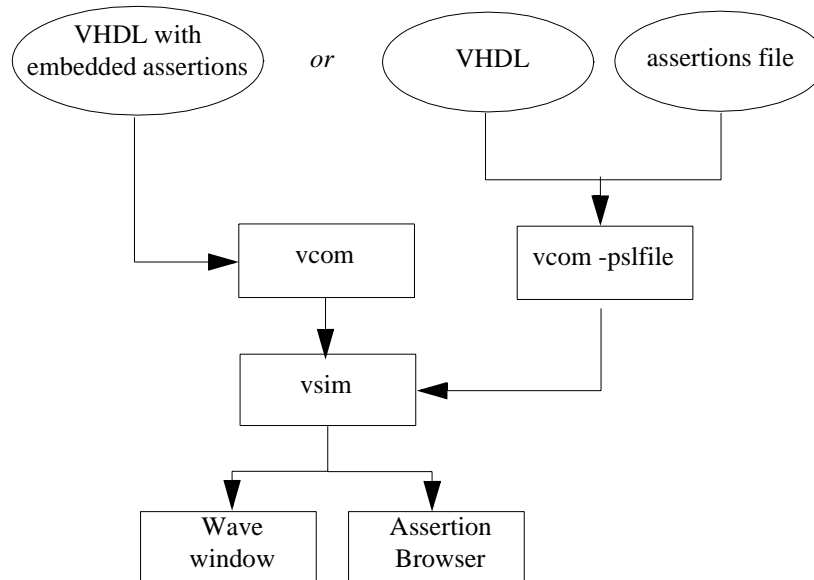 VHDL with
embedded assertions
or
VHDL
assertions file
vcom
vcom -pslfile
vsim
Wave
window
Assertion
Browser